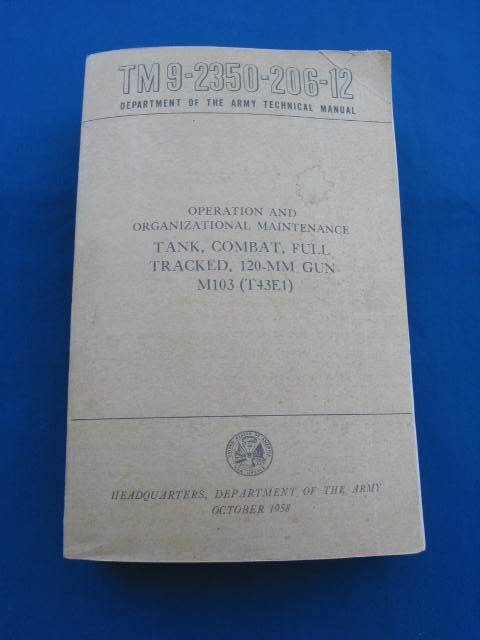 TM 9-2350-206-12
DEPARTMENT OF THE ARMY TECHNICAL MANUAL
OPERATION AND
ORGANIZATIONAL MAINTENANCE
TANK, COMBAT, FULL
TRACKED, 120-MM GUN
M103 (T43E1)
HEADQUARTERS, DEPARTMENT OF THE ARMY
OCTOBER 1958